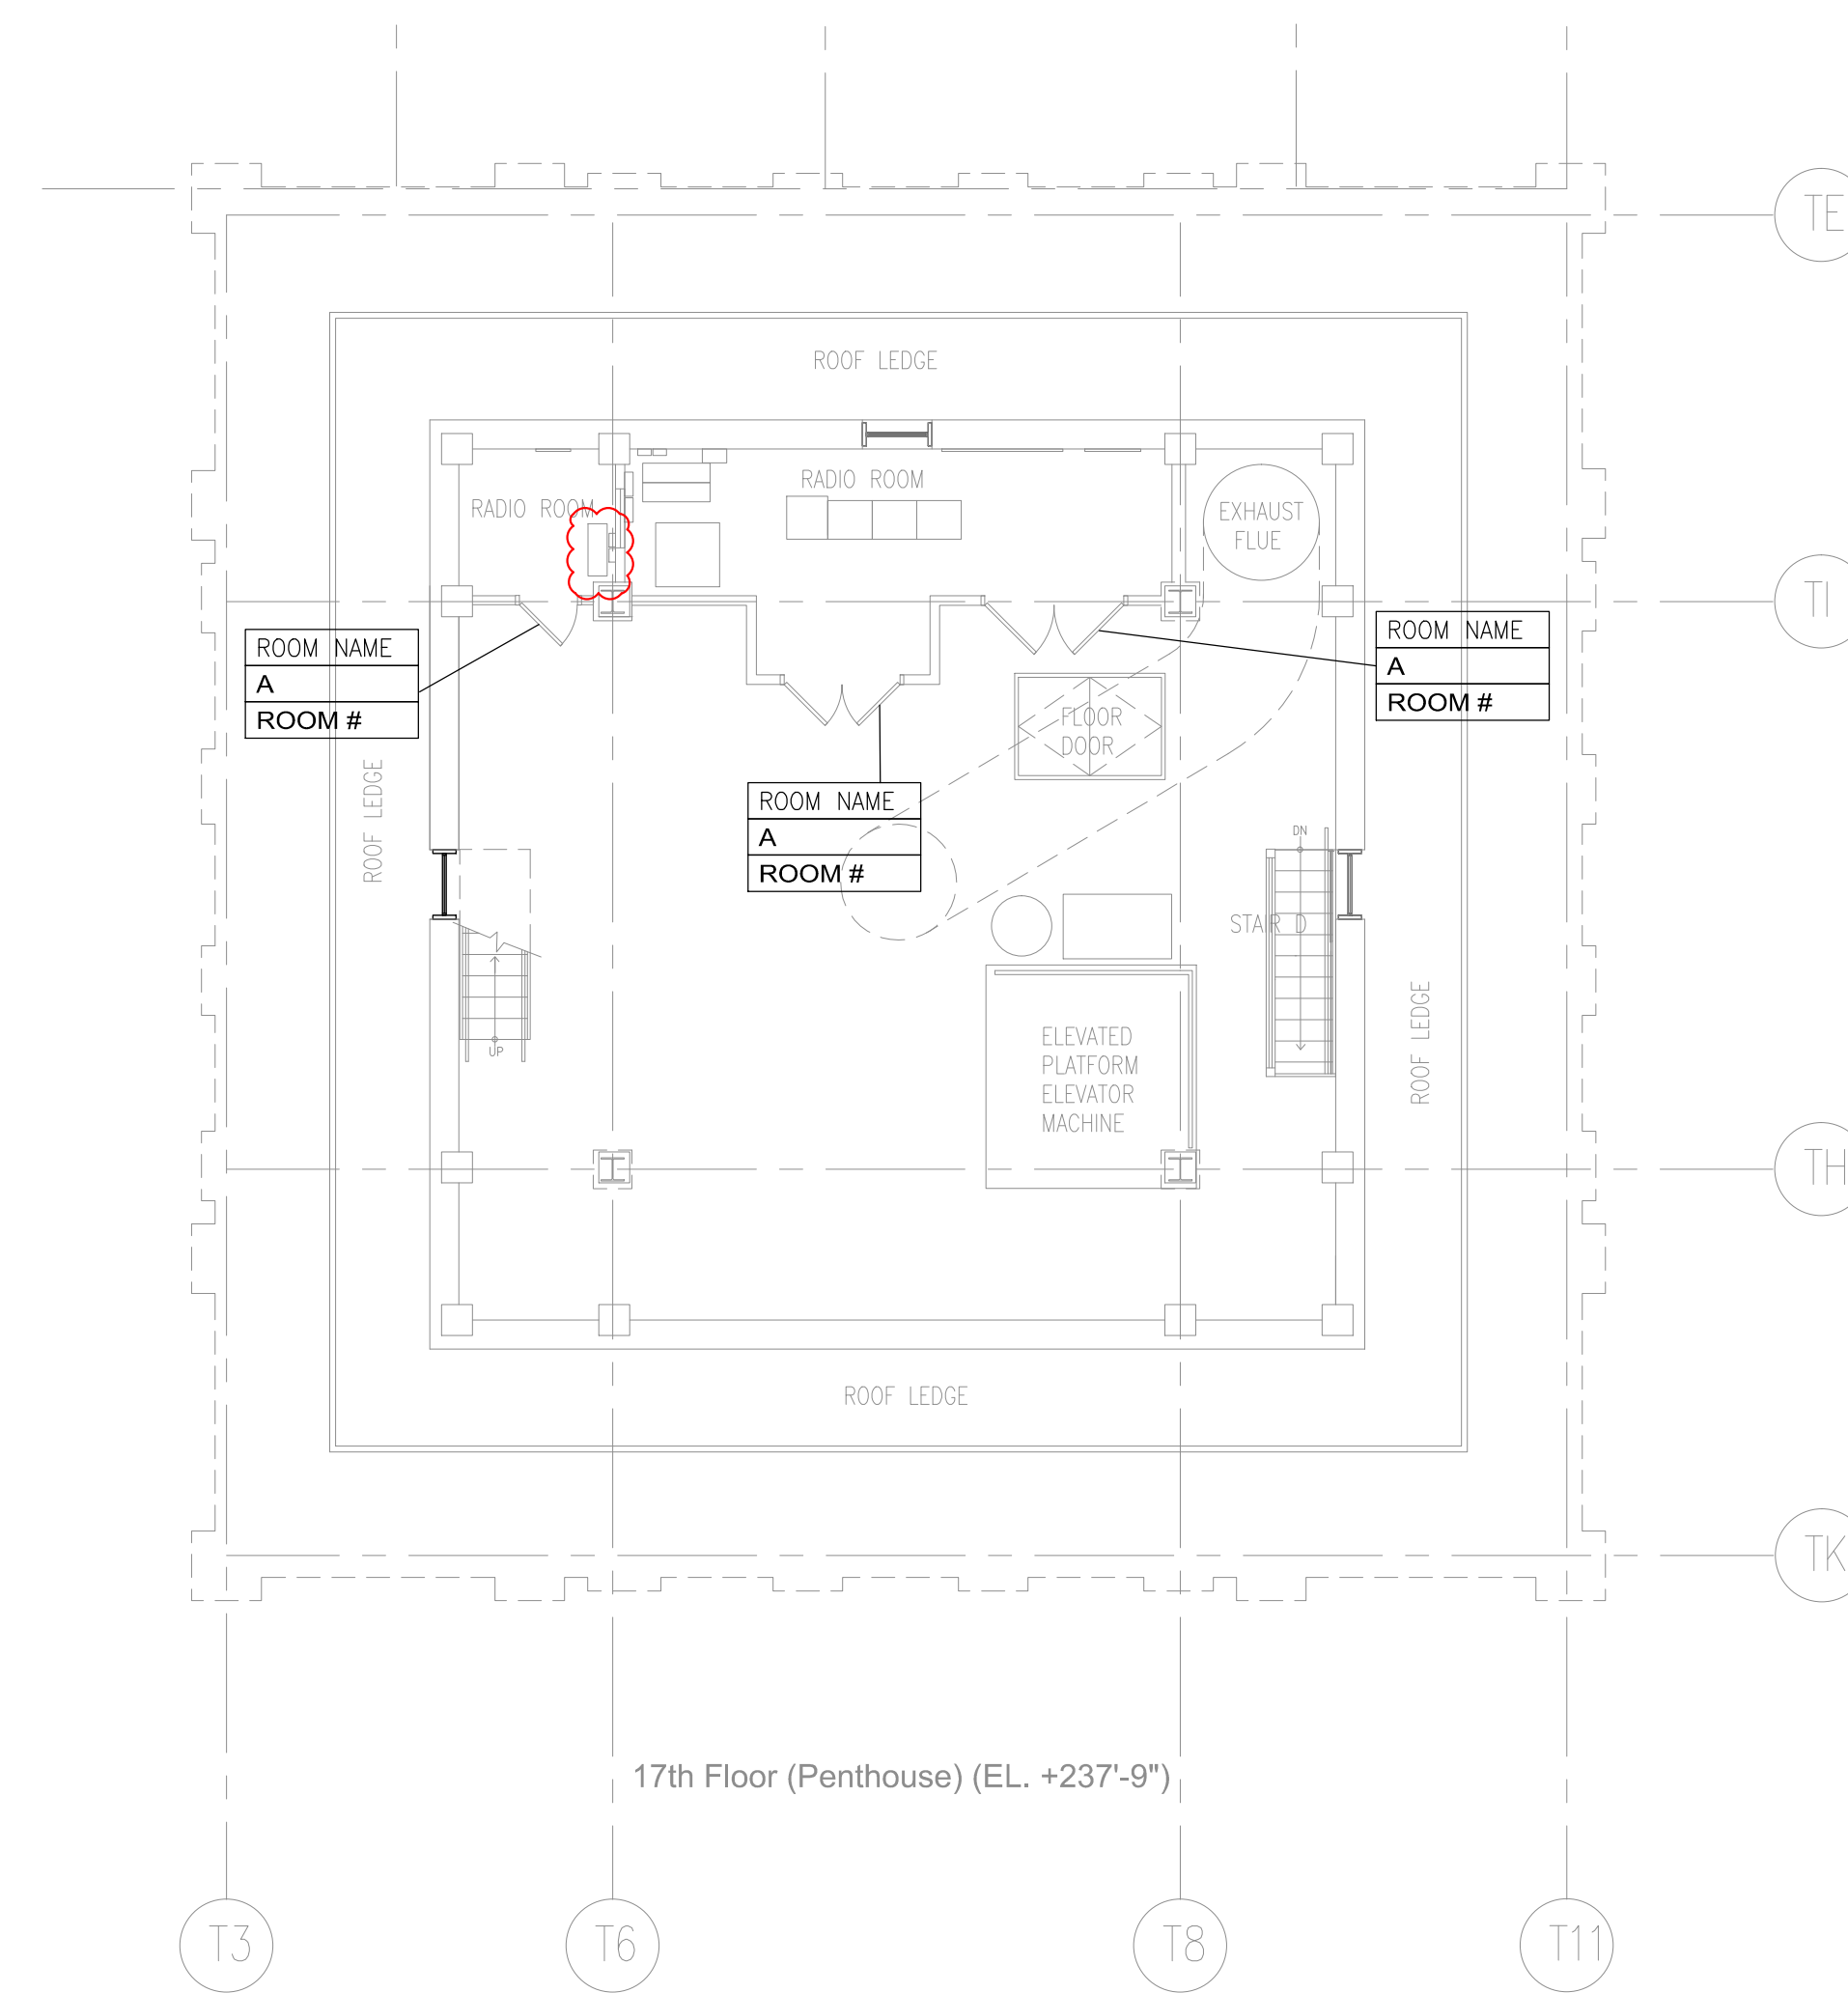 TE
ROOF LEDGE
RADIO ROOM
RADIO ROOM
EXHAUST
FLUE
TI
ROOM NAME
A
ROOM #
ROOM NAME
A
ROOM #
FLOOR
DOOR
ROOF LEDGE
ROOM NAME
A
ROOM #
DN
STAIR D
UP
ROOF LEDGE
ELEVATED
PLATFORM
ELEVATOR
MACHINE
TH
ROOF LEDGE
TK
17th Floor (Penthouse) (EL. +237'-9")
T3
T6
T8
T11